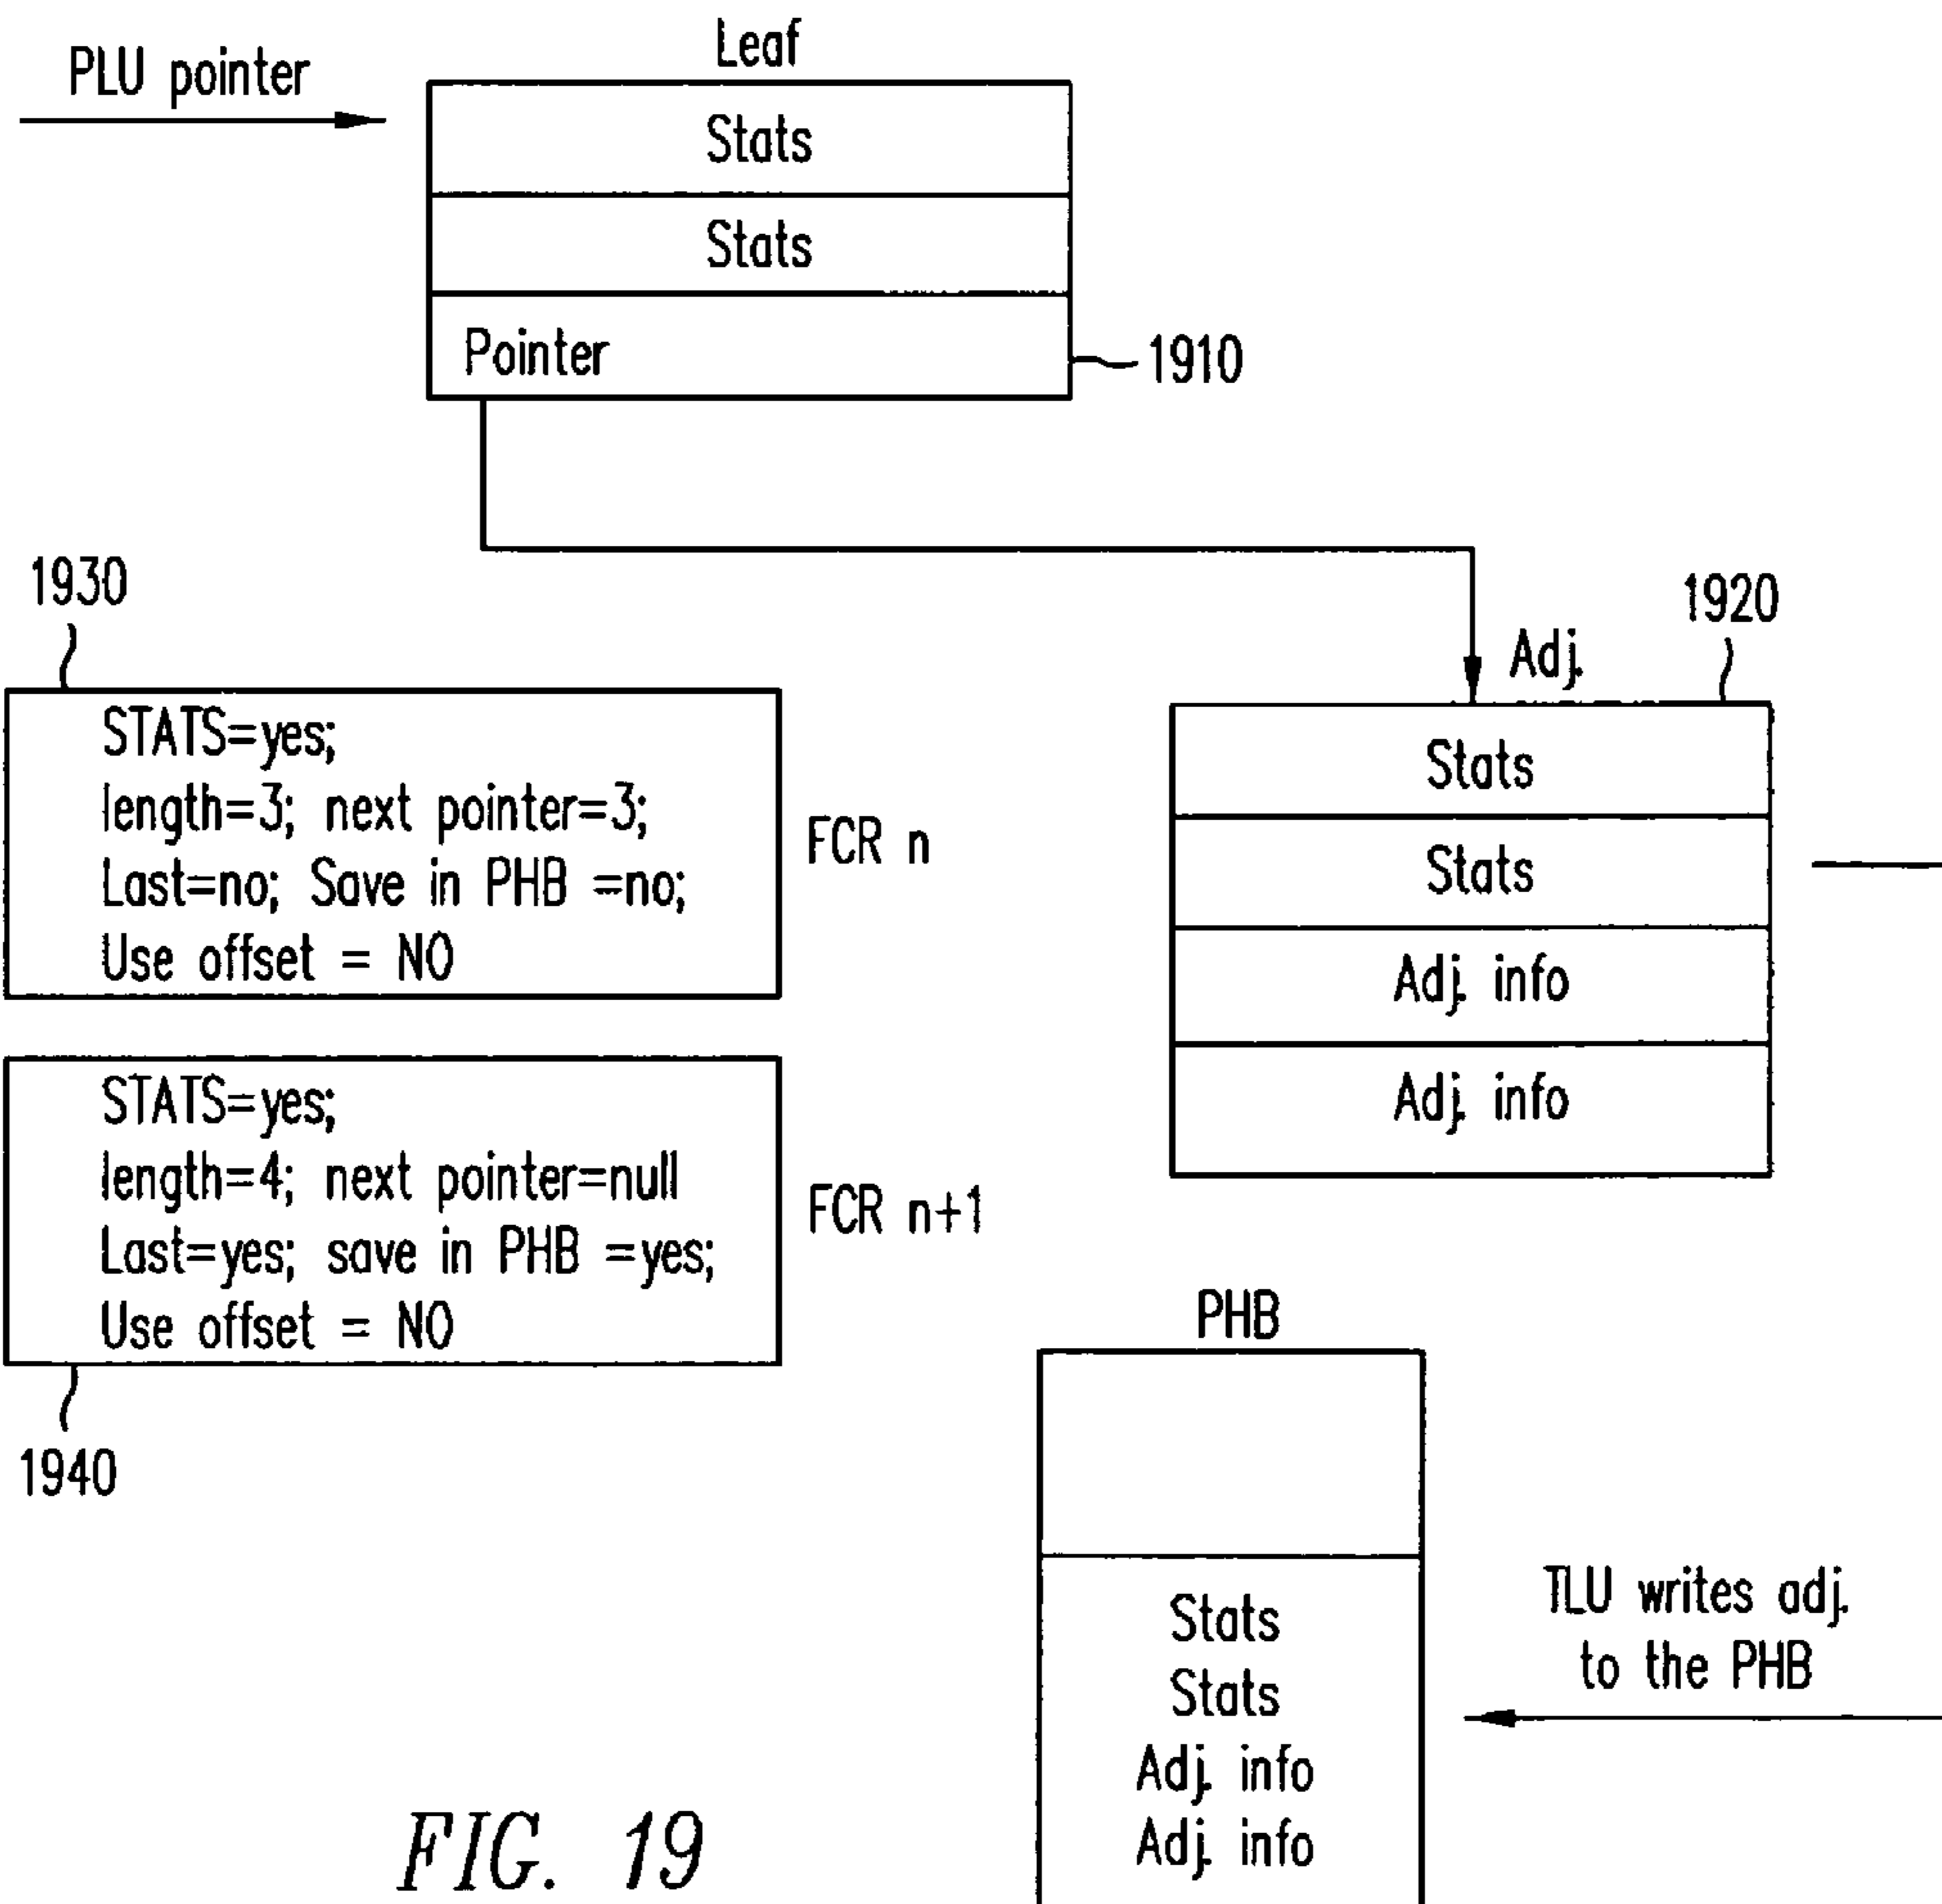 Leaf
PLU pointer
Stats
Stats
Pointer
1910
1930
1920
Adj.
STATS=yes;
length=3; next pointer=3;
Last=no; Save in PHB =no;
Use offset = NO
FCR n
Stats
Stats
Adj. info
Adj. info
STATS=yes;
length=4; next pointer=null
Last=yes; save in PHB =yes;
Use offset = NO
FCR n+1
1940
PHB
Stats
Stats
Adj. info
Adj. info
TLU writes adj.
to the PHB
FIG. 19